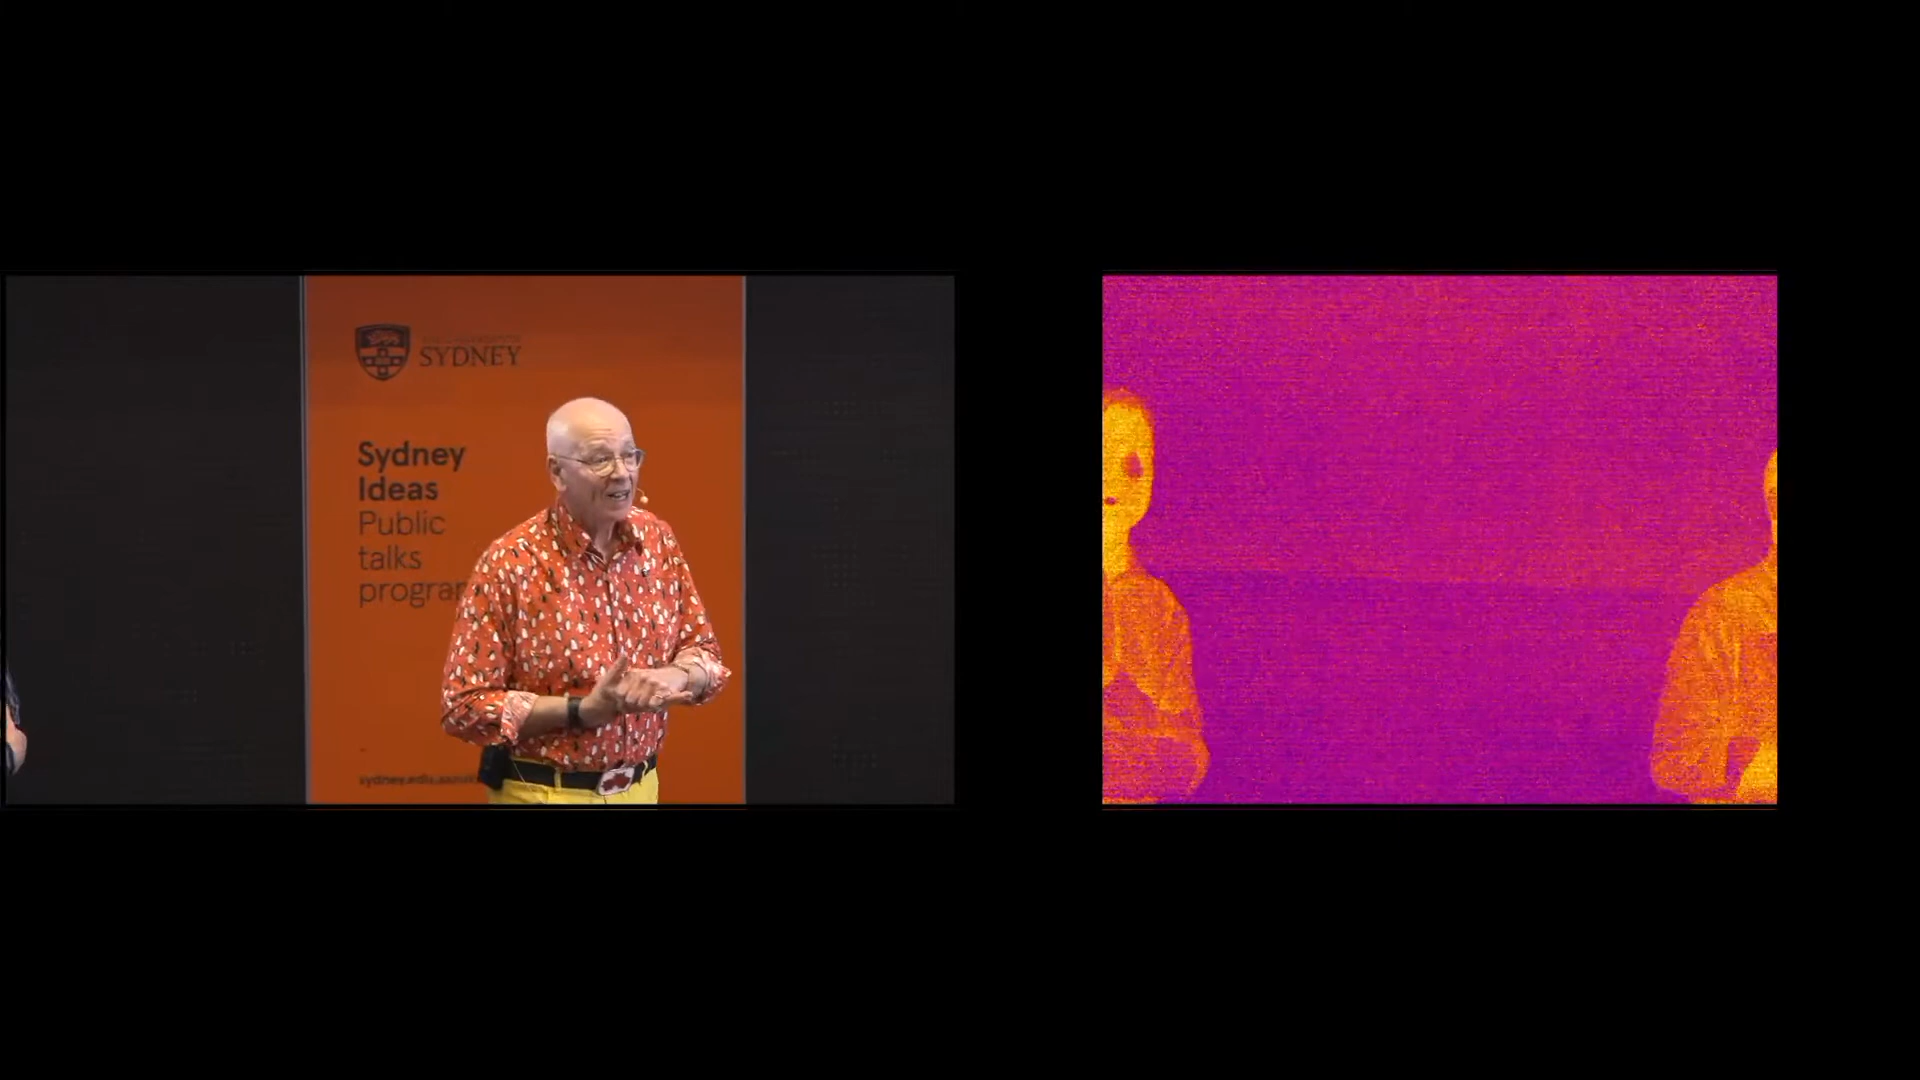 SYDNEY
Sydney
Ideas
Public
talks
progra